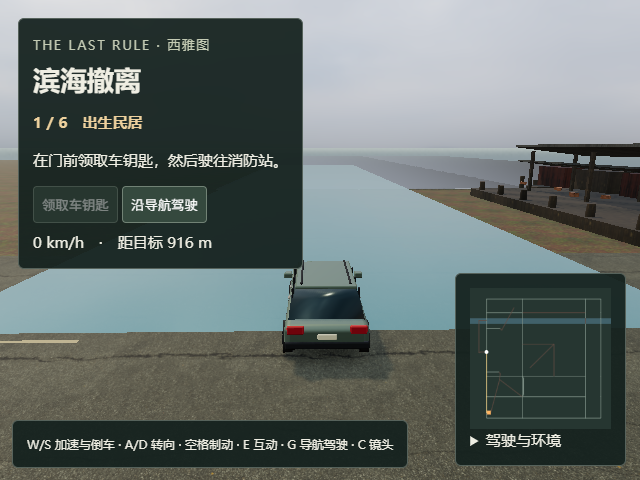 THE LAST RULE · 西雅图
滨海撤离
1 / 6 出生民居
在门前领取车钥匙，然后驶往消防站。
领取车钥匙 沿导航驾驶
0 km/h · 距目标 916 m
▶ 驾驶与环境
W/S 加速与倒车 · A/D 转向 · 空格制动 · E 互动 · G 导航驾驶 · C 镜头